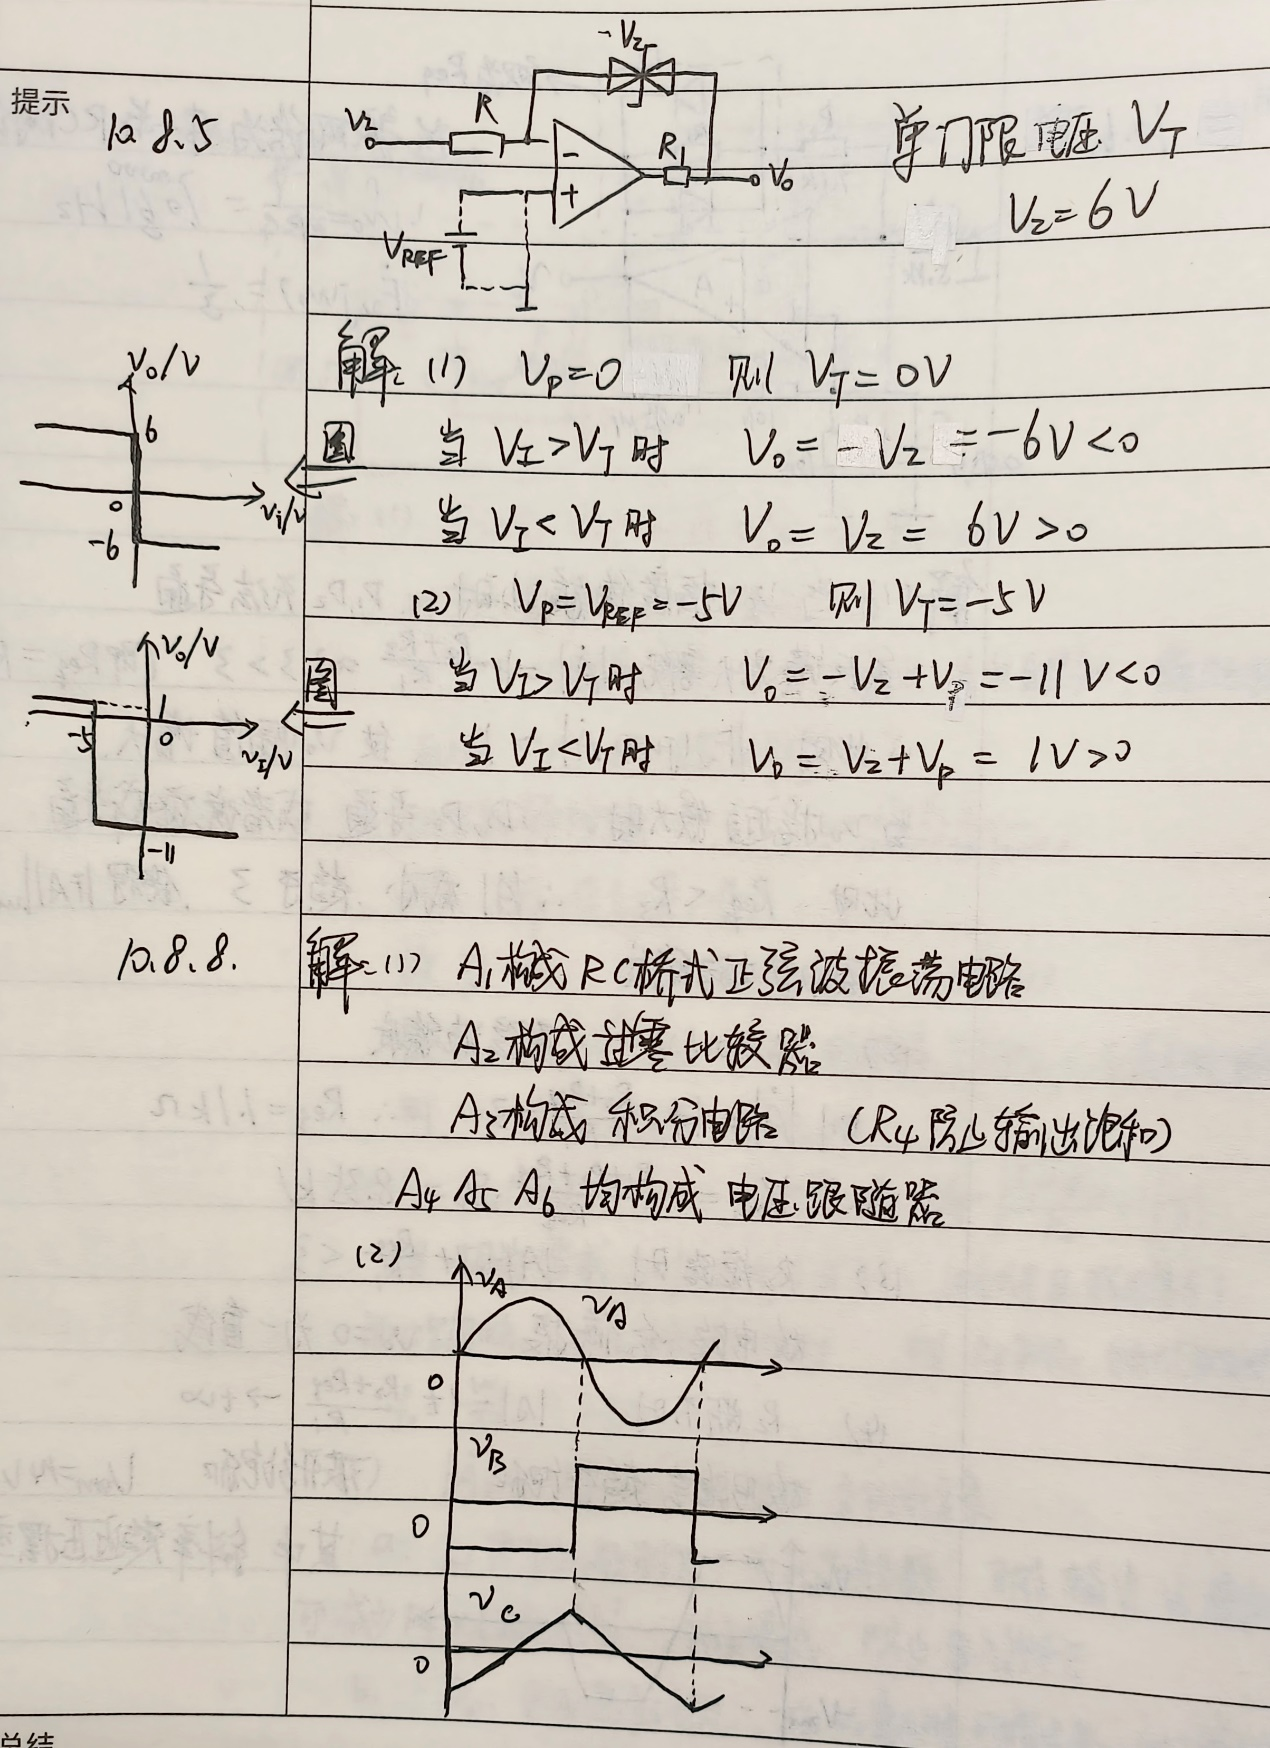 提示
10.8.5
-Vz
VI
R
-
+
R1
Vo
VREF
单门限电压 VT
Vz=6V
解: (1) Vp=0 则 VT=0V
图 当 VI>VT时 Vo=-Vz=-6V<0
当 VI<VT时 Vo=Vz=6V>0
Vo/V
6
0
Vi/V
-6
(2) Vp=VREF=-5V 则 VT=-5V
图 当 VI>VT时 Vo=-Vz+Vp=-11V<0
当 VI<VT时 Vo=Vz+Vp=1V>0
Vo/V
1
-5
0
VI/V
-11
10.8.8.
解:(1) A1构成RC桥式正弦波振荡电路
A2构成过零比较器
A3构成 积分电路 (R4防止输出饱和)
A4 A5 A6 均构成 电压跟随器
(2)
vA
vA
0
vB
0
vC
0
总结